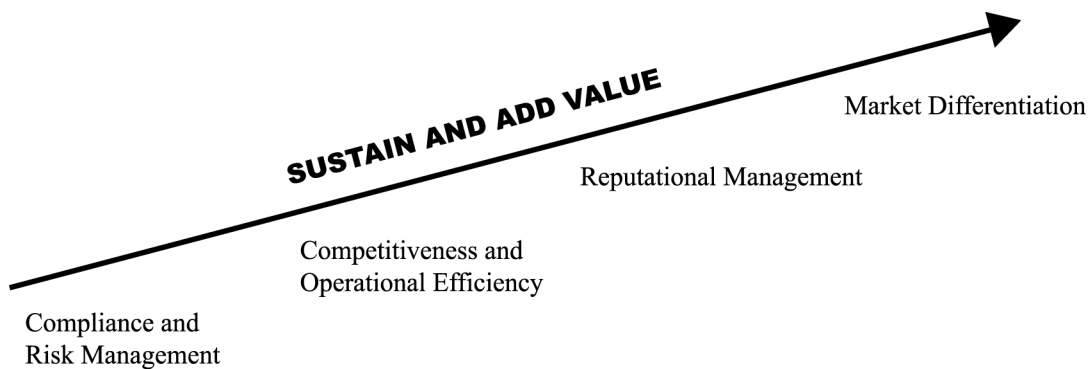 SUSTAIN AND ADD VALUE
Market Differentiation
Reputational Management
Competitiveness and
Operational Efficiency
Compliance and
Risk Management